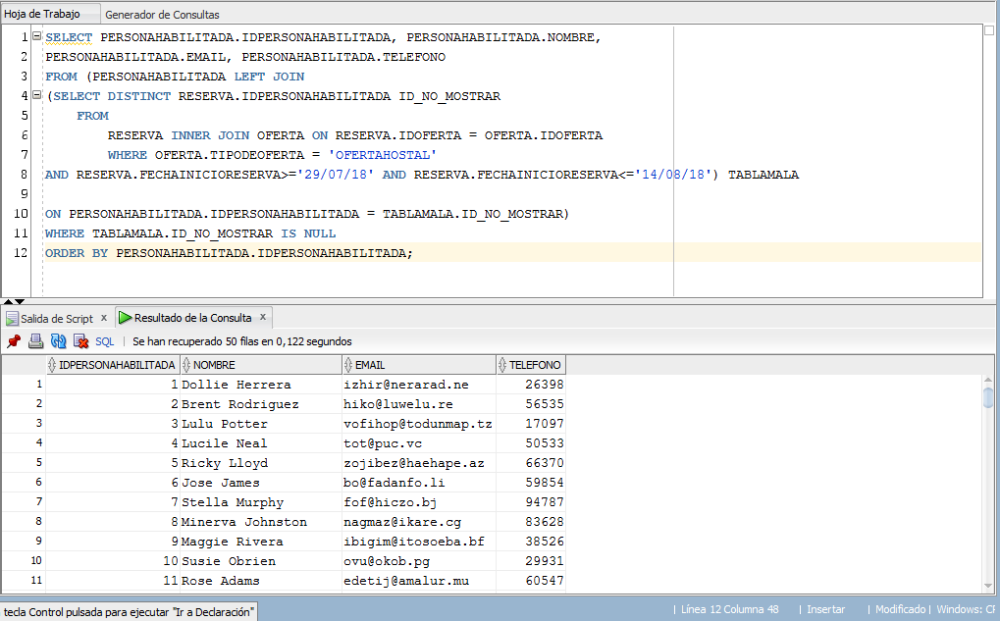 Hoja de Trabajo Generador de Consultas
1 SELECT PERSONAHABILITADA.IDPERSONAHABILITADA, PERSONAHABILITADA.NOMBRE,
2 PERSONAHABILITADA.EMAIL, PERSONAHABILITADA.TELEFONO
3 FROM (PERSONAHABILITADA LEFT JOIN
4 (SELECT DISTINCT RESERVA.IDPERSONAHABILITADA ID_NO_MOSTRAR
5 FROM
6 RESERVA INNER JOIN OFERTA ON RESERVA.IDOFERTA = OFERTA.IDOFERTA
7 WHERE OFERTA.TIPODEOFERTA = 'OFERTAHOSTAL'
8 AND RESERVA.FECHAINICIORESERVA>='29/07/18' AND RESERVA.FECHAINICIORESERVA<='14/08/18') TABLAMALA
9
10 ON PERSONAHABILITADA.IDPERSONAHABILITADA = TABLAMALA.ID_NO_MOSTRAR)
11 WHERE TABLAMALA.ID_NO_MOSTRAR IS NULL
12 ORDER BY PERSONAHABILITADA.IDPERSONAHABILITADA;
Salida de Script x Resultado de la Consulta x
SQL | Se han recuperado 50 filas en 0,122 segundos
IDPERSONAHABILITADA NOMBRE EMAIL TELEFONO
1 1 Dollie Herrera izhir@nerarad.ne 26398
2 2 Brent Rodriguez hiko@luwelu.re 56535
3 3 Lulu Potter vofihop@todunmap.tz 17097
4 4 Lucile Neal tot@puc.vc 50533
5 5 Ricky Lloyd zojibez@haehape.az 66370
6 6 Jose James bo@fadanfo.li 59854
7 7 Stella Murphy fof@hiczo.bj 94787
8 8 Minerva Johnston nagmaz@ikare.cg 83628
9 9 Maggie Rivera ibigim@itosoeba.bf 38526
10 10 Susie Obrien ovu@okob.pg 29931
11 11 Rose Adams edetij@amalur.mu 60547
tecla Control pulsada para ejecutar "Ir a Declaración" | Línea 12 Columna 48 | Insertar | Modificado | Windows: CF